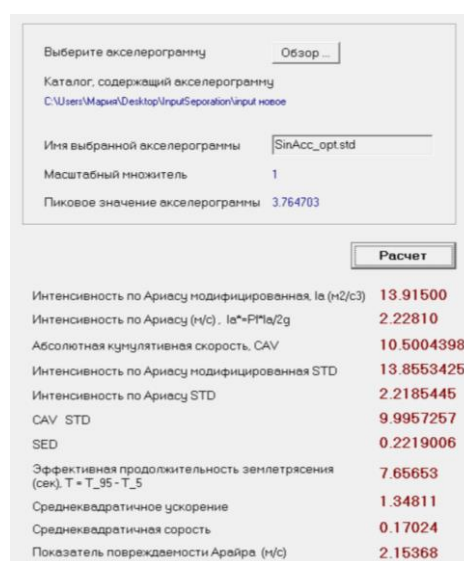 Выберите акселерограмму Обзор ...
Каталог, содержащий акселерограмму
C:\Users\Мария\Desktop\InputSeporation\input новое
Имя выбранной акселерограммы SinAcc_opt.std
Масштабный множитель 1
Пиковое значение акселерограммы 3.764703
Расчет
Интенсивность по Ариасу модифицированная, Ia (м2/с3) 13.91500
Интенсивность по Ариасу (м/с) , Ia*=PI*Ia/2g 2.22810
Абсолютная кумулятивная скорость, CAV 10.5004398
Интенсивность по Ариасу модифицированная STD 13.8553425
Интенсивность по Ариасу STD 2.2185445
CAV STD 9.9957257
SED 0.2219006
Эффективная продолжительность землетрясения
(сек), T = T_95 - T_5 7.65653
Среднеквадратичное ускорение 1.34811
Среднеквадратичная сорость 0.17024
Показатель повреждаемости Арайра (м/с) 2.15368